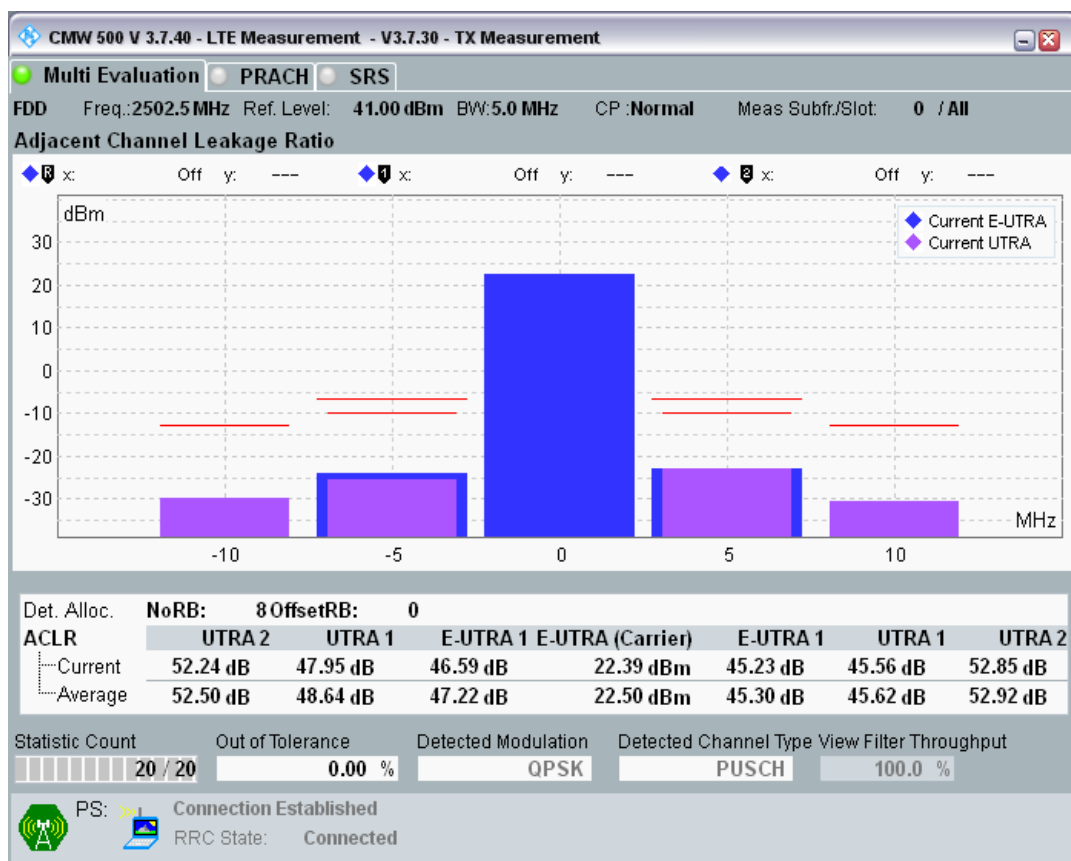 CMW 500 V 3.7.40 - LTE Measurement - V3.7.30 - TX Measurement
Multi Evaluation PRACH SRS
FDD Freq.:2502.5 MHz Ref. Level: 41.00 dBm BW:5.0 MHz CP :Normal Meas Subfr./Slot: 0 / All
Adjacent Channel Leakage Ratio
R x: Off y: --- 1 x: Off y: --- 2 x: Off y: ---
dBm
Current E-UTRA
Current UTRA
30
20
10
0
-10
-20
-30
MHz
-10 -5 0 5 10
Det. Alloc. NoRB: 8 OffsetRB: 0
ACLR UTRA 2 UTRA 1 E-UTRA 1 E-UTRA (Carrier) E-UTRA 1 UTRA 1 UTRA 2
Current 52.24 dB 47.95 dB 46.59 dB 22.39 dBm 45.23 dB 45.56 dB 52.85 dB
Average 52.50 dB 48.64 dB 47.22 dB 22.50 dBm 45.30 dB 45.62 dB 52.92 dB
Statistic Count Out of Tolerance Detected Modulation Detected Channel Type View Filter Throughput
20 / 20 0.00 % QPSK PUSCH 100.0 %
PS: Connection Established
RRC State: Connected